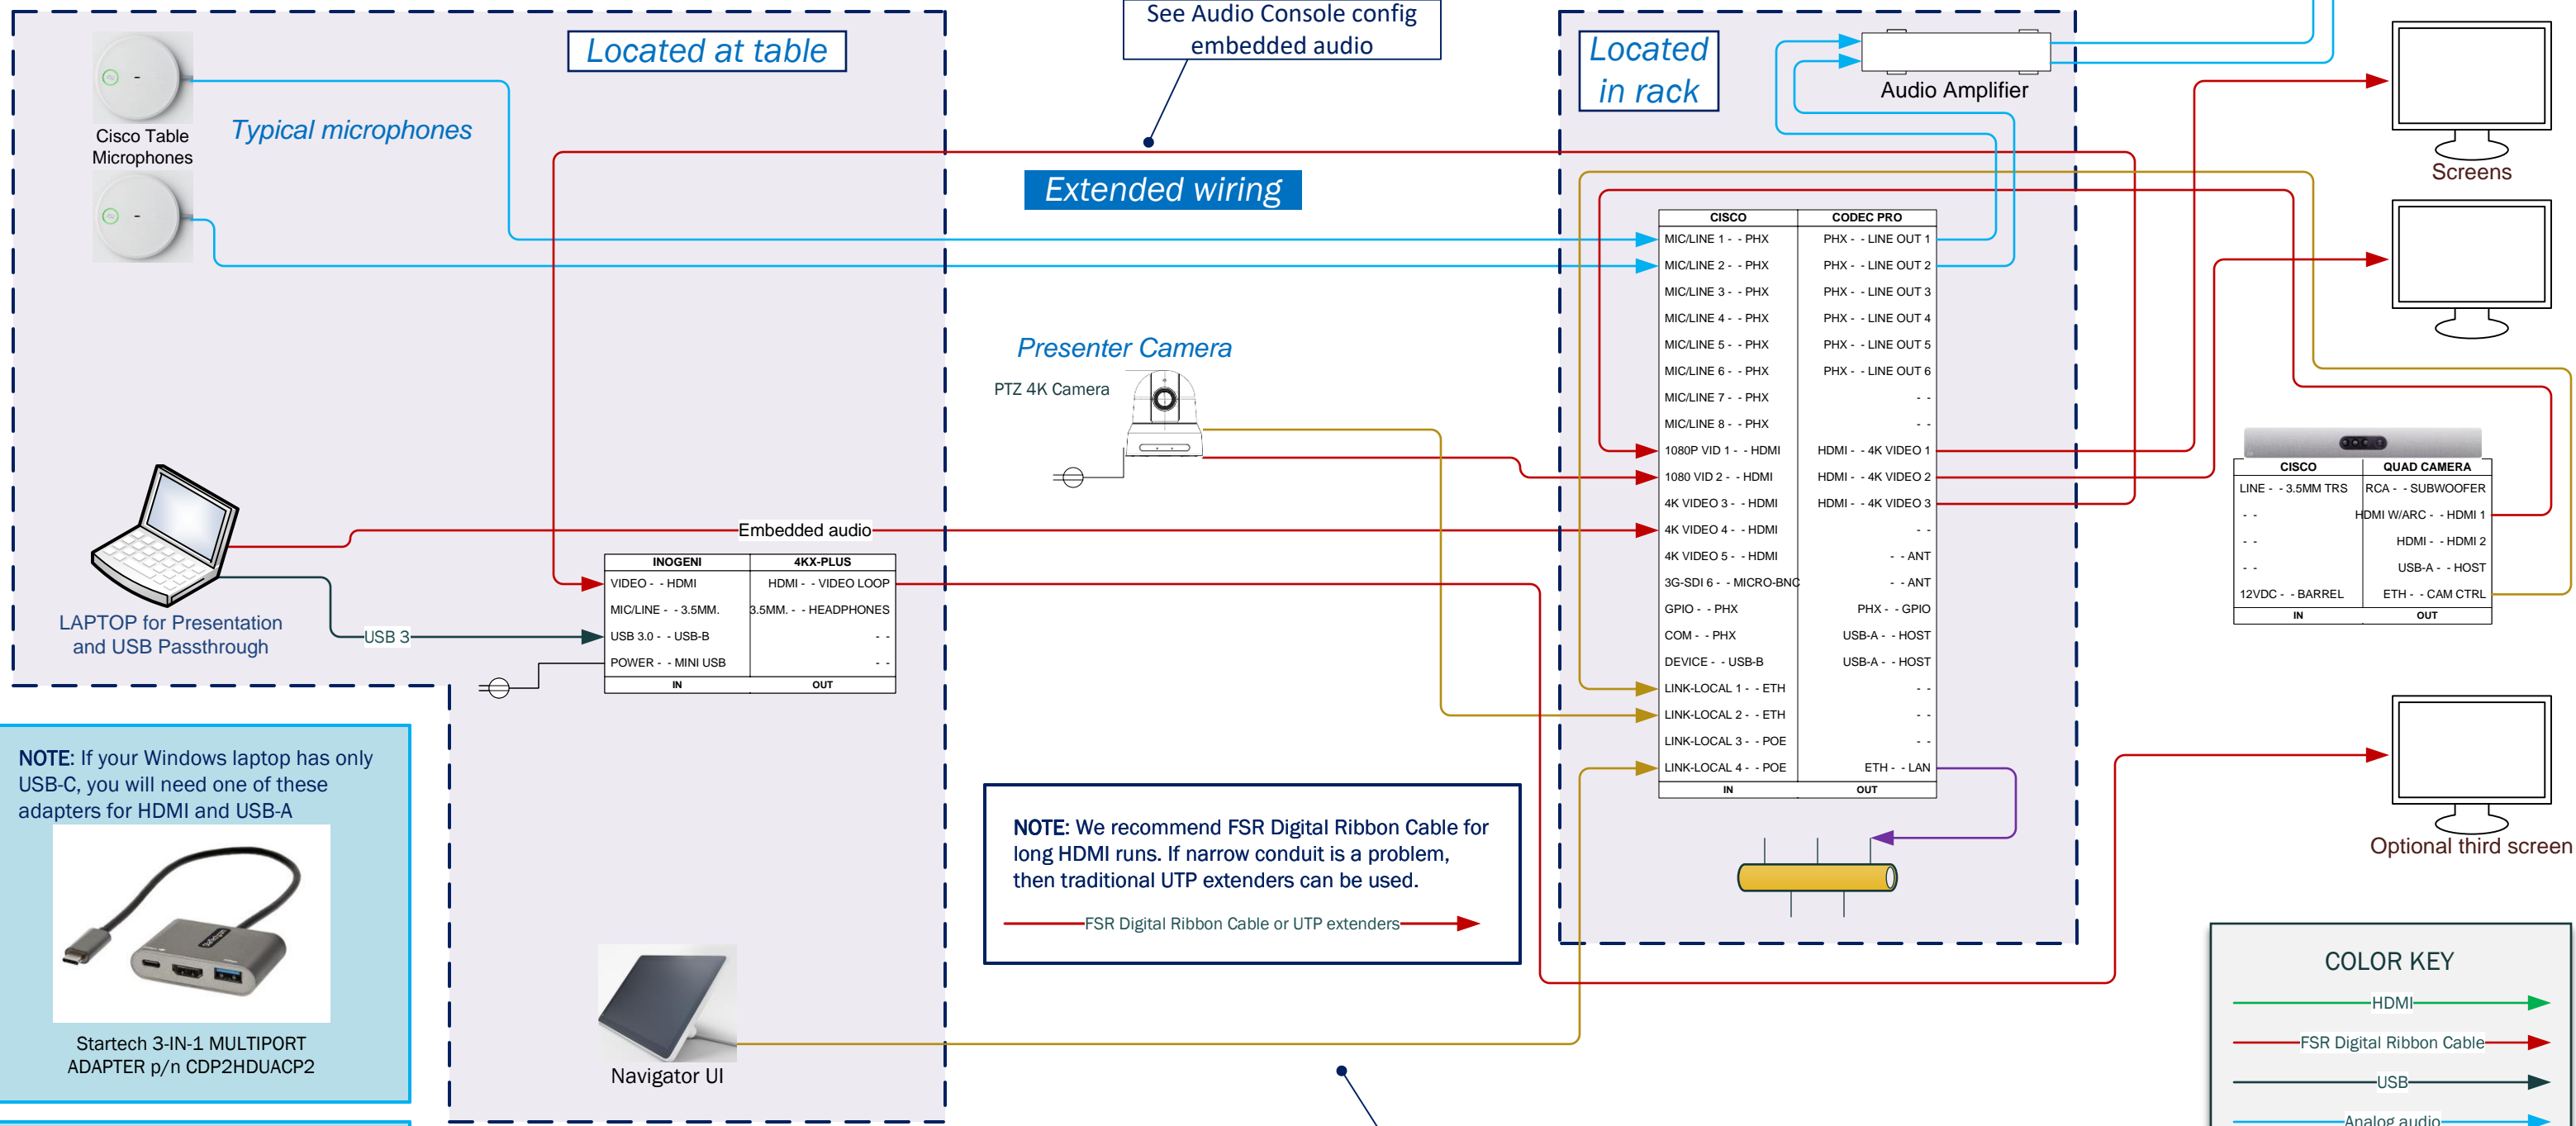 See Audio Console config
embedded audio
Located at table
Located
in rack
Audio Amplifier
Cisco Table
Microphones
Typical microphones
Screens
Extended wiring
CISCO CODEC PRO
MIC/LINE 1 - - PHX PHX - - LINE OUT 1
MIC/LINE 2 - - PHX PHX - - LINE OUT 2
MIC/LINE 3 - - PHX PHX - - LINE OUT 3
MIC/LINE 4 - - PHX PHX - - LINE OUT 4
MIC/LINE 5 - - PHX PHX - - LINE OUT 5
MIC/LINE 6 - - PHX PHX - - LINE OUT 6
MIC/LINE 7 - - PHX - -
MIC/LINE 8 - - PHX - -
1080P VID 1 - - HDMI HDMI - - 4K VIDEO 1
1080 VID 2 - - HDMI HDMI - - 4K VIDEO 2
4K VIDEO 3 - - HDMI HDMI - - 4K VIDEO 3
4K VIDEO 4 - - HDMI - -
4K VIDEO 5 - - HDMI - - ANT
3G-SDI 6 - - MICRO-BNC - - ANT
GPIO - - PHX PHX - - GPIO
COM - - PHX USB-A - - HOST
DEVICE - - USB-B USB-A - - HOST
LINK-LOCAL 1 - - ETH - -
LINK-LOCAL 2 - - ETH - -
LINK-LOCAL 3 - - POE - -
LINK-LOCAL 4 - - POE ETH - - LAN
IN OUT
Presenter Camera
PTZ 4K Camera
CISCO QUAD CAMERA
LINE - - 3.5MM TRS RCA - - SUBWOOFER
- - HDMI W/ARC - - HDMI 1
- - HDMI - - HDMI 2
- - USB-A - - HOST
12VDC - - BARREL ETH - - CAM CTRL
IN OUT
Embedded audio
INOGENI 4KX-PLUS
VIDEO - - HDMI HDMI - - VIDEO LOOP
MIC/LINE - - 3.5MM. 3.5MM. - - HEADPHONES
USB 3.0 - - USB-B - -
POWER - - MINI USB - -
IN OUT
LAPTOP for Presentation
and USB Passthrough
USB 3
NOTE: If your Windows laptop has only
USB-C, you will need one of these
adapters for HDMI and USB-A
Startech 3-IN-1 MULTIPORT
ADAPTER p/n CDP2HDUACP2
Navigator UI
NOTE: We recommend FSR Digital Ribbon Cable for
long HDMI runs. If narrow conduit is a problem,
then traditional UTP extenders can be used.
FSR Digital Ribbon Cable or UTP extenders
Optional third screen
COLOR KEY
HDMI
FSR Digital Ribbon Cable
USB
Analog audio